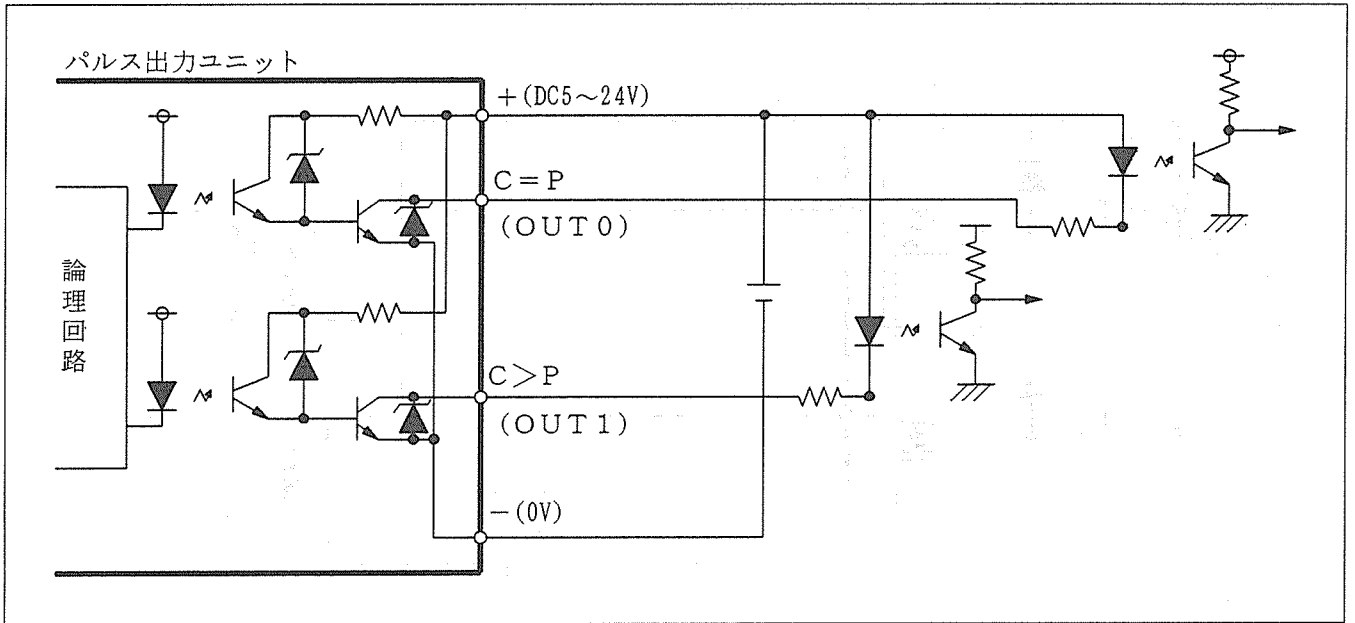 パルス出力ユニット
+(DC5~24V)
C=P
(OUT0)
論理回路
C>P
(OUT1)
-(0V)